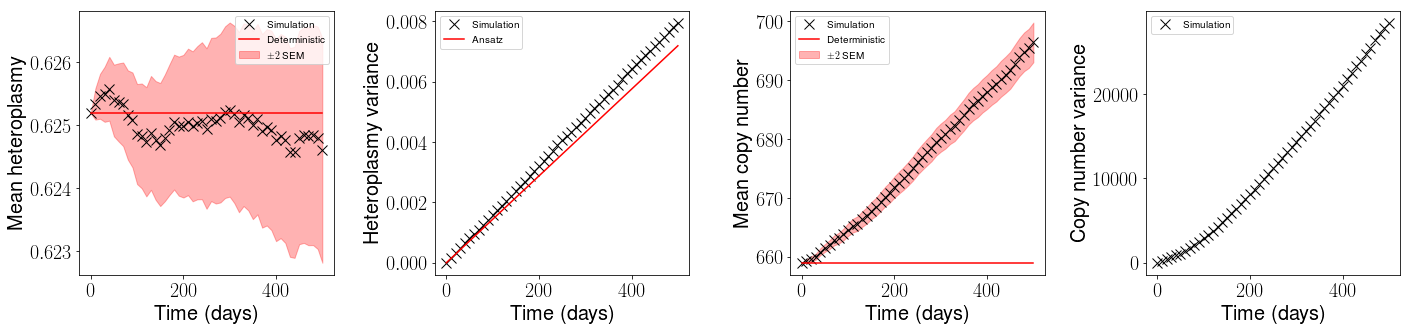 Mean heteroplasmy
0.626
0.625
0.624
0.623
Simulation
Deterministic
±2 SEM
0 200 400
Time (days)
Heteroplasmy variance
0.008
0.006
0.004
0.002
0.000
Simulation
Ansatz
0 200 400
Time (days)
Mean copy number
700
690
680
670
660
Simulation
Deterministic
±2 SEM
0 200 400
Time (days)
Copy number variance
20000
10000
0
Simulation
0 200 400
Time (days)